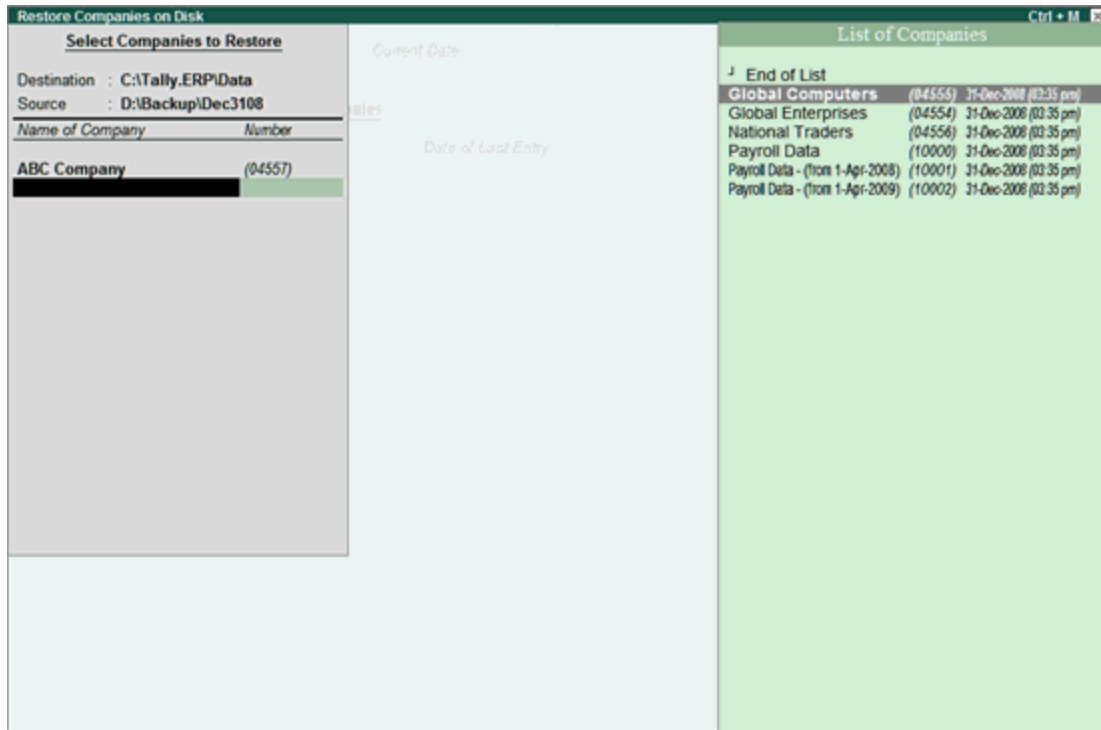 Restore Companies on Disk Ctrl + M
Select Companies to Restore
Destination : C:\Tally.ERP\Data
Source : D:\Backup\Dec3108
Name of Company Number
ABC Company (04557)
Current Date
Date of Last Entry
List of Companies
End of List
Global Computers (04555) 31-Dec-2008 (03:35 pm)
Global Enterprises (04554) 31-Dec-2008 (03:35 pm)
National Traders (04556) 31-Dec-2008 (03:35 pm)
Payroll Data (10000) 31-Dec-2008 (03:35 pm)
Payroll Data - (from 1-Apr-2008) (10001) 31-Dec-2008 (03:35 pm)
Payroll Data - (from 1-Apr-2009) (10002) 31-Dec-2008 (03:35 pm)